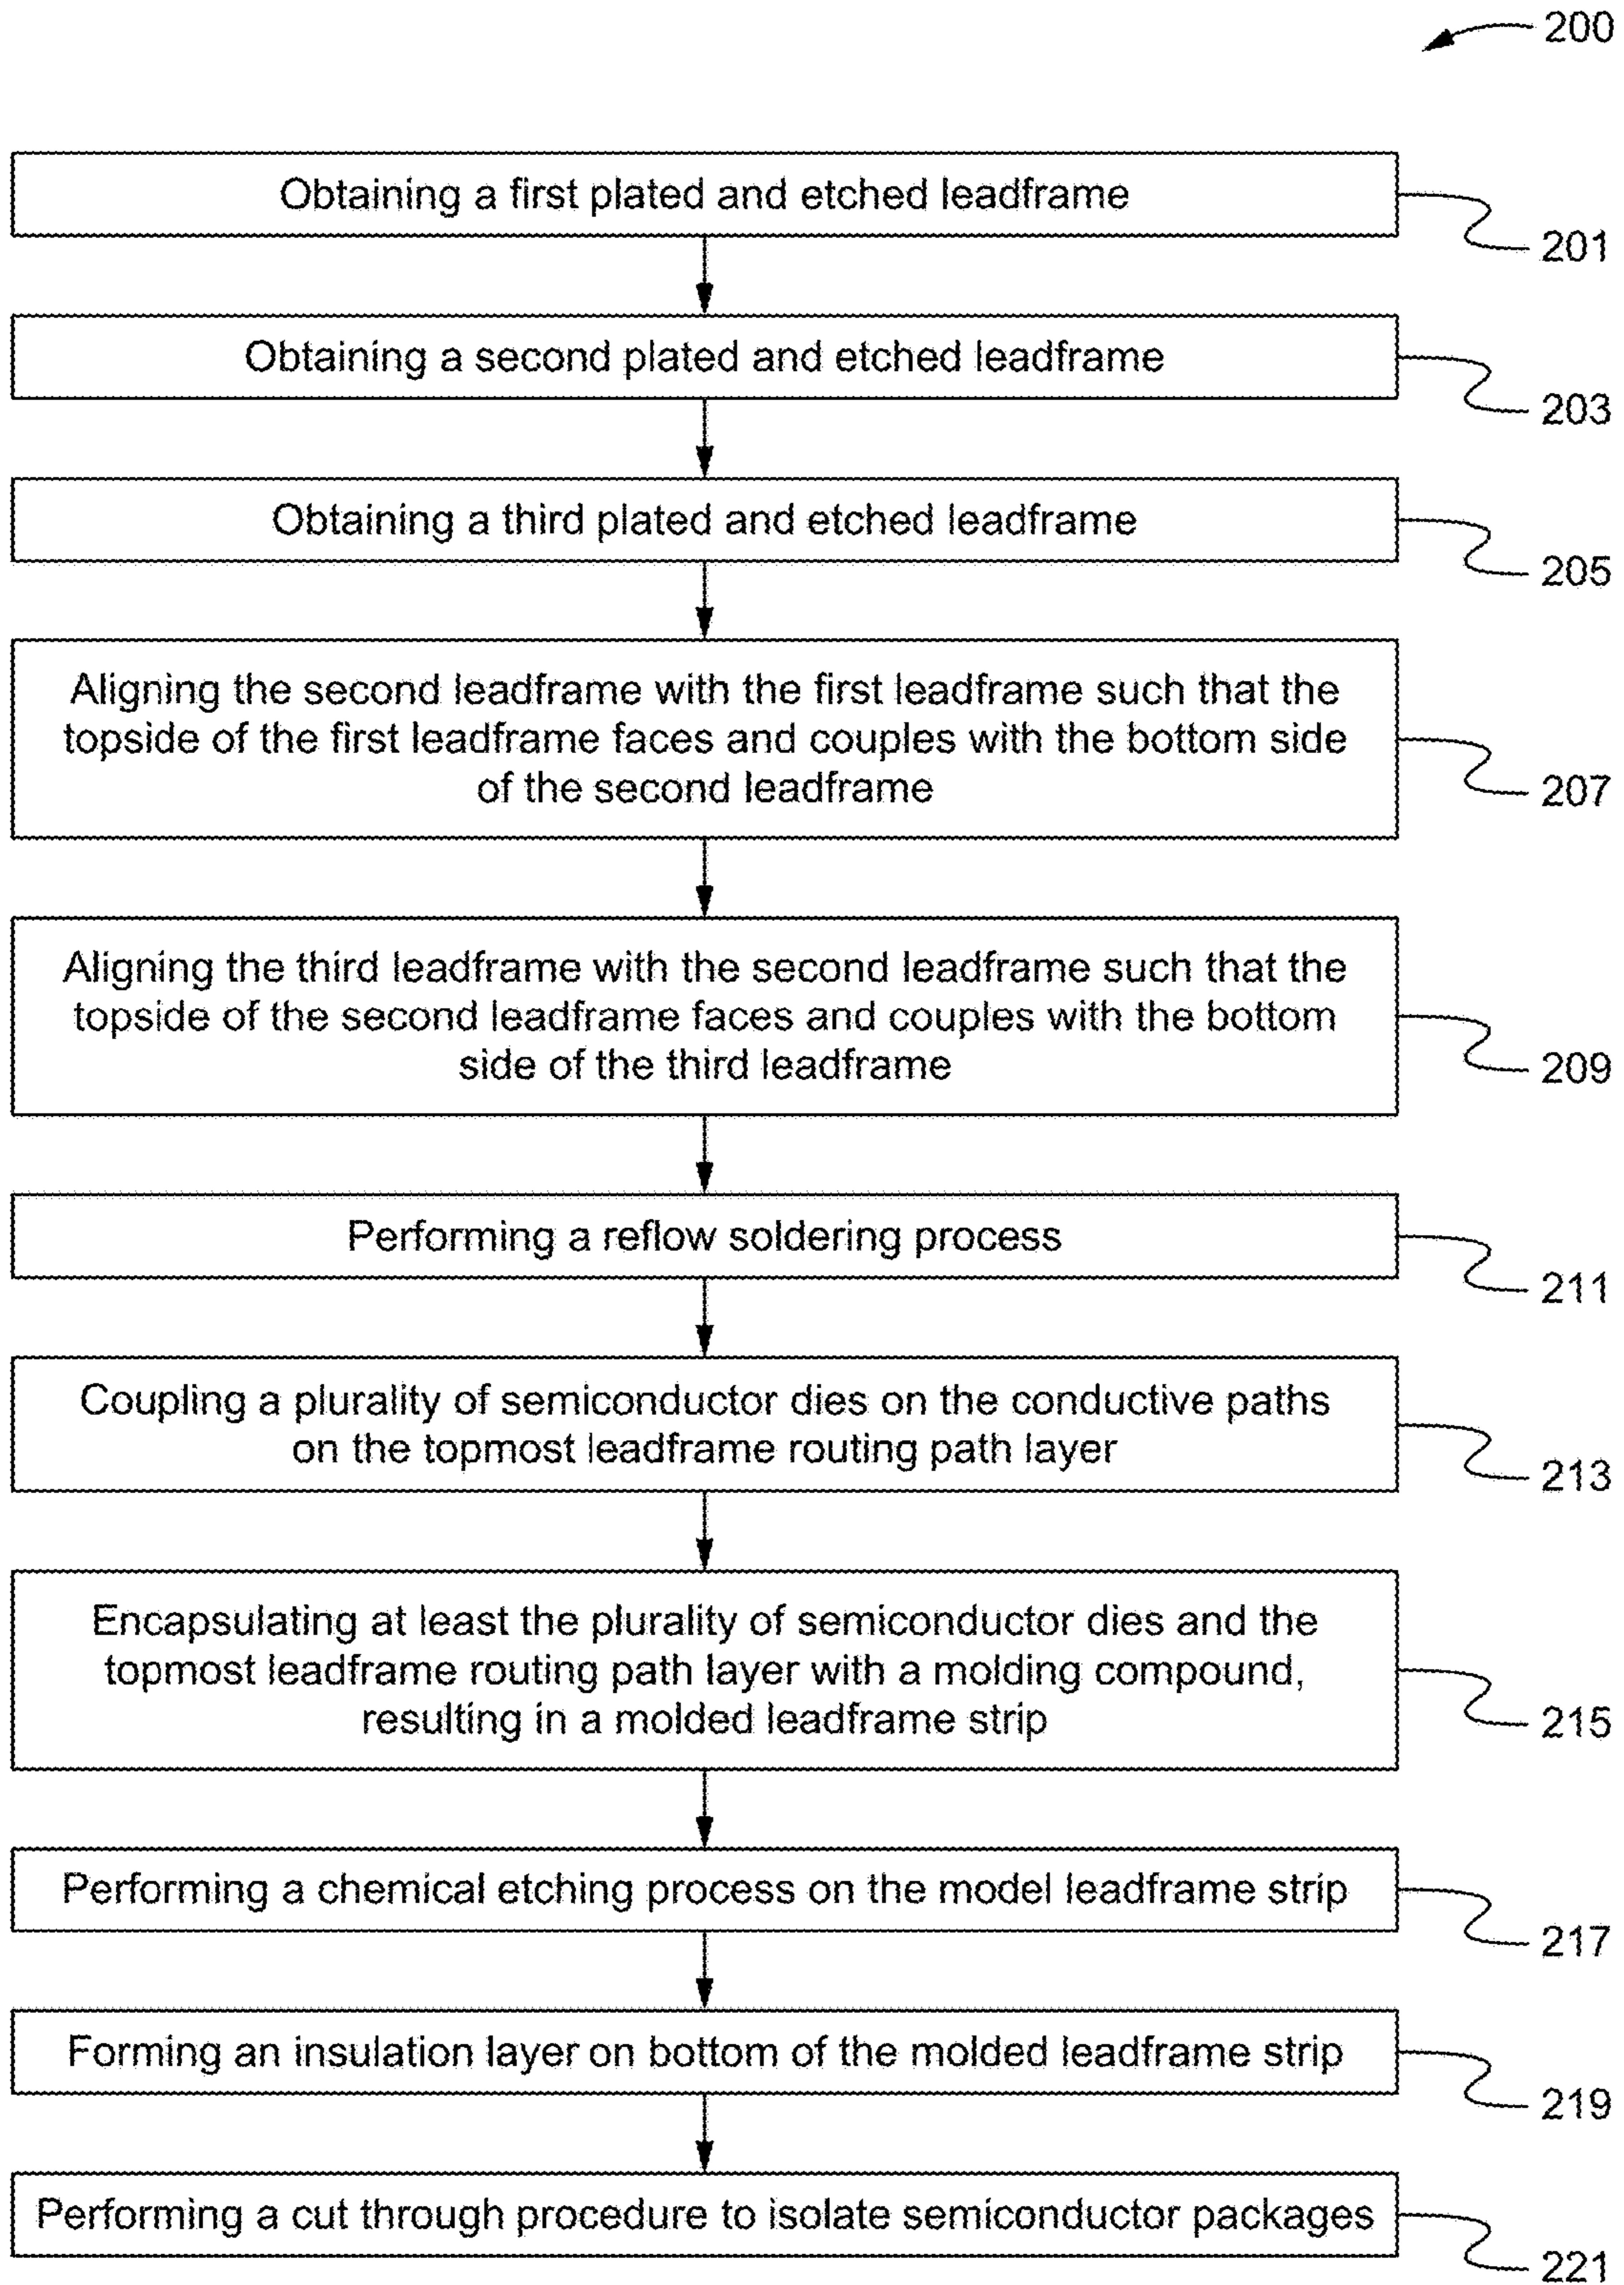 200
Obtaining a first plated and etched leadframe
201
Obtaining a second plated and etched leadframe
203
Obtaining a third plated and etched leadframe
205
Aligning the second leadframe with the first leadframe such that the
topside of the first leadframe faces and couples with the bottom side
of the second leadframe
207
Aligning the third leadframe with the second leadframe such that the
topside of the second leadframe faces and couples with the bottom
side of the third leadframe
209
Performing a reflow soldering process
211
Coupling a plurality of semiconductor dies on the conductive paths
on the topmost leadframe routing path layer
213
Encapsulating at least the plurality of semiconductor dies and the
topmost leadframe routing path layer with a molding compound,
resulting in a molded leadframe strip
215
Performing a chemical etching process on the model leadframe strip
217
Forming an insulation layer on bottom of the molded leadframe strip
219
Performing a cut through procedure to isolate semiconductor packages
221